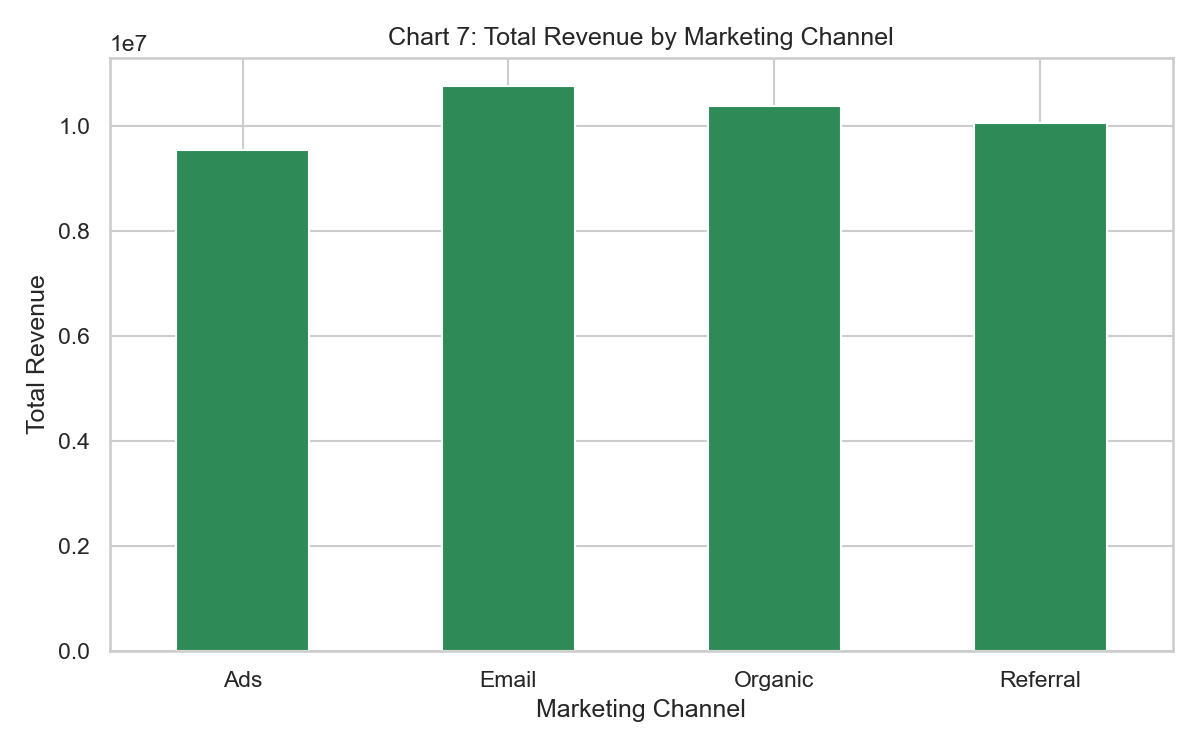 Chart 7: Total Revenue by Marketing Channel
1e7
1.0
0.8
0.6
0.4
0.2
0.0
Total Revenue
Ads Email Organic Referral
Marketing Channel